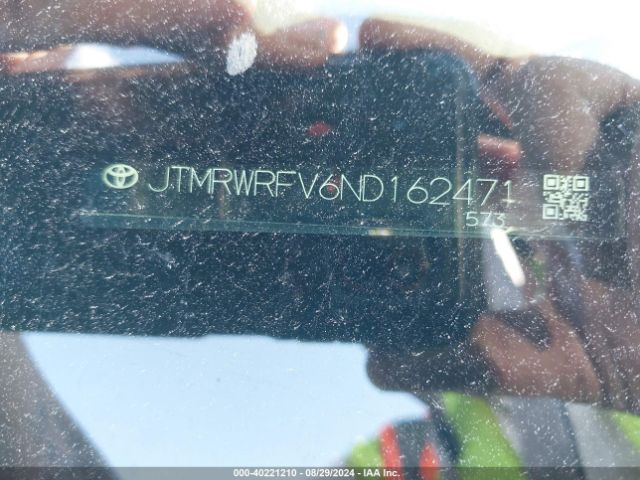 JTMRWRFV6ND162471
573
000-40221210 - 08/29/2024 - IAA Inc.